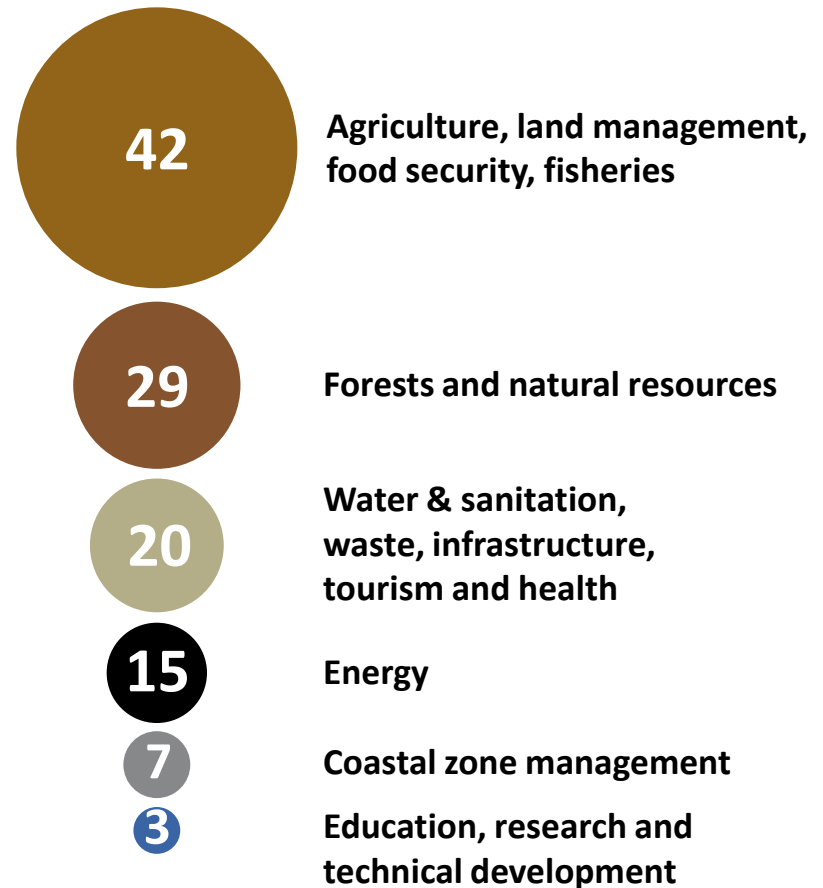 42
Agriculture, land management,
food security, fisheries
29
Forests and natural resources
20
Water & sanitation,
waste, infrastructure,
tourism and health
15
Energy
7
Coastal zone management
3
Education, research and
technical development